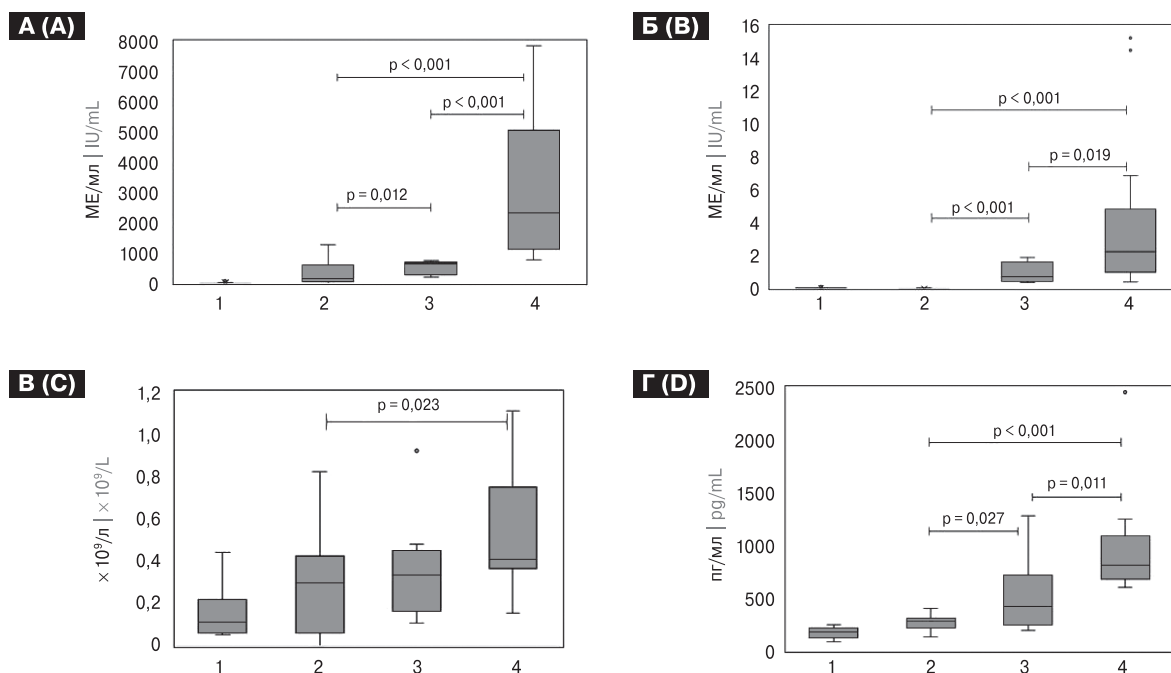 А (A)
МЕ/мл | IU/mL
8000
7000
6000
5000
4000
3000
2000
1000
0
p < 0,001
p < 0,001
p = 0,012
1 2 3 4
Б (B)
МЕ/мл | IU/mL
16
14
12
10
8
6
4
2
0
p < 0,001
p = 0,019
p < 0,001
1 2 3 4
В (C)
×10⁹/л | ×10⁹/L
1,2
1,0
0,8
0,6
0,4
0,2
0
p = 0,023
1 2 3 4
Г (D)
пг/мл | pg/mL
2500
2000
1500
1000
500
0
p < 0,001
p = 0,011
p = 0,027
1 2 3 4